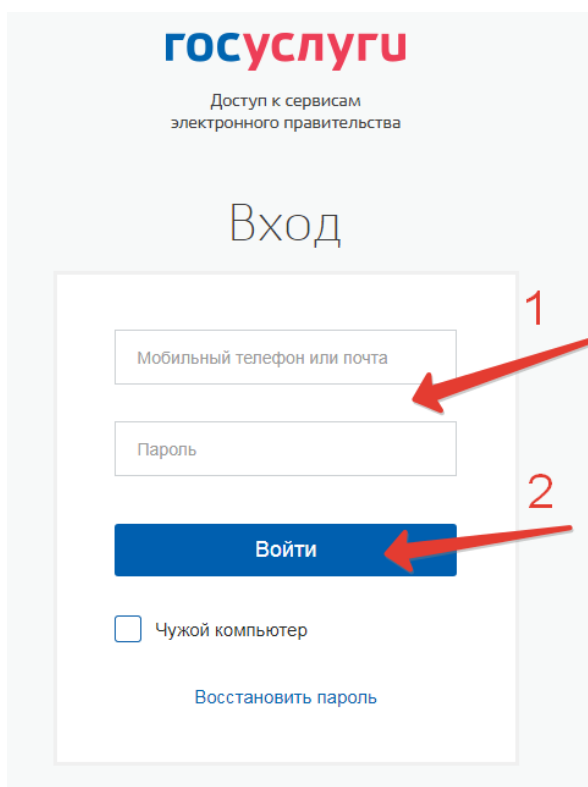 госуслуги
Доступ к сервисам
электронного правительства
Вход
1
Мобильный телефон или почта
Пароль
2
Войти
Чужой компьютер
Восстановить пароль